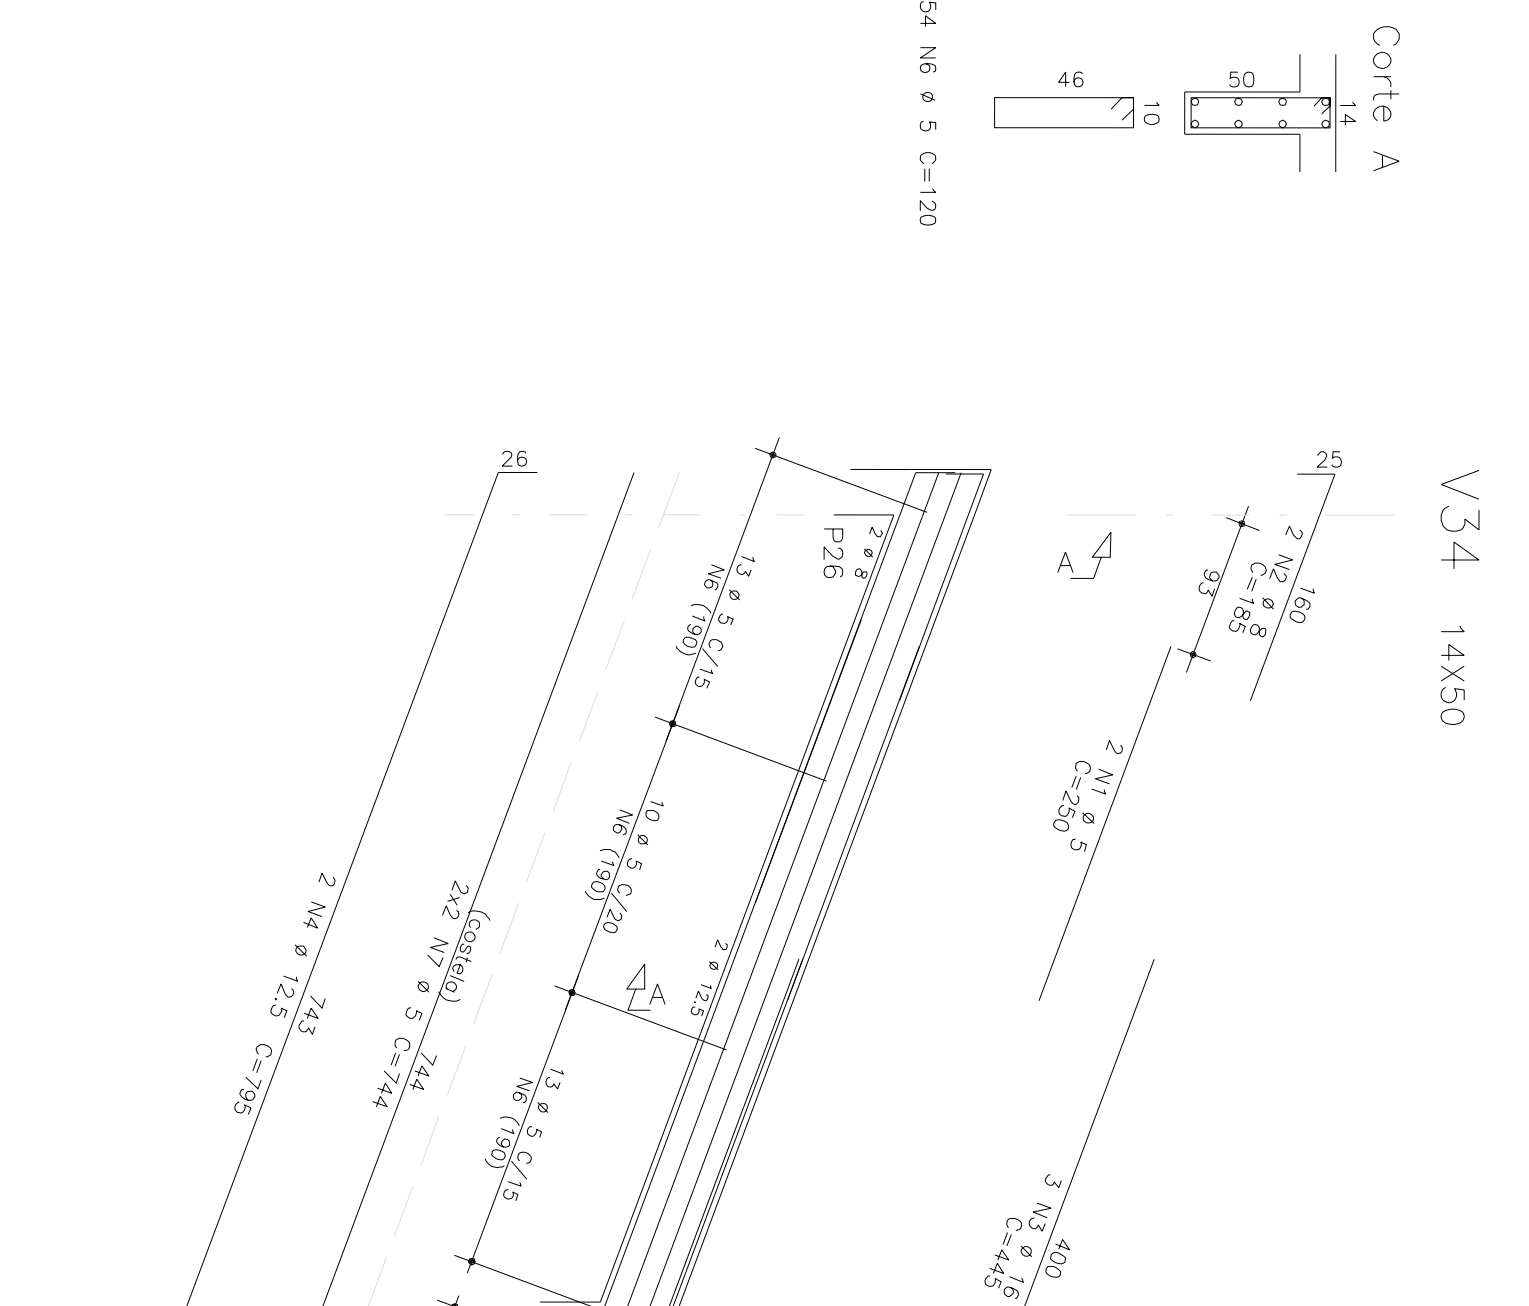 V34 14X50
Corte A
14
50
10
46
54 N6 ø 5 C=120
25
160
2 N2 ø 8
C=185
93
2 N1 ø 5
C=250
400
3 N3 ø 16
C=445
A
P26
2 ø 8
2 ø 12.5
13 ø 5 C/15
N6 (190)
10 ø 5 C/20
N6 (190)
A
13 ø 5 C/15
N6 (190)
(costela)
744
2x2 N7 ø 5 C=744
26
743
2 N4 ø 12.5 C=795